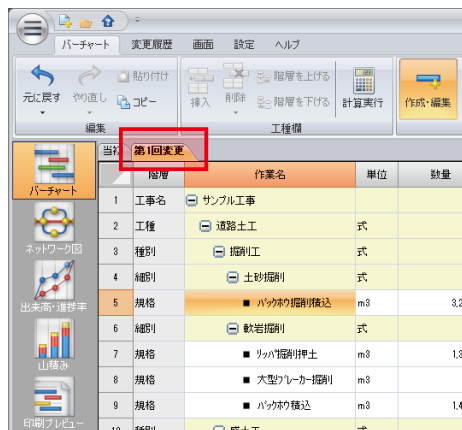 バーチャート 変更履歴 画面 設定 ヘルプ
元に戻す やり直し 貼り付け コピー
挿入 削除 階層を上げる 階層を下げる 計算実行 作成・編集
編集 工種欄
当初 第1回変更
階層 作業名 単位 数量
1 工事名 サンプル工事
2 工種 道路土工 式
3 種別 掘削工 式
4 細別 土砂掘削 式
5 規格 バックホウ掘削積込 m3 3,2
6 細別 軟岩掘削 式
7 規格 リッパ掘削押土 m3 1,3
8 規格 大型ブレーカー掘削 m3
9 規格 バックホウ積込 m3 1,4
10 種別 盛土工 式
バーチャート
ネットワーク図
出来高・進捗率
山積み
印刷プレビュー